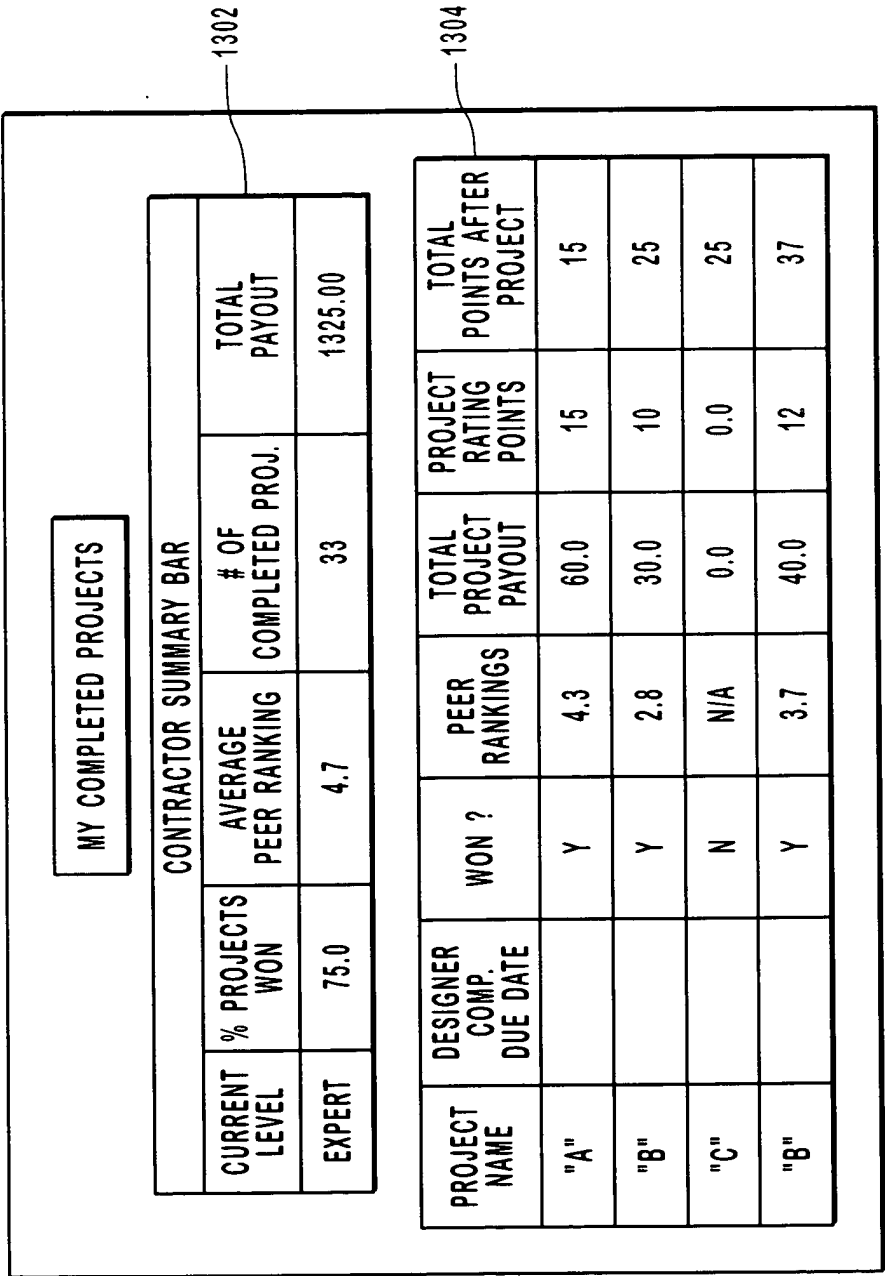 MY COMPLETED PROJECTS
CONTRACTOR SUMMARY BAR
CURRENT LEVEL % PROJECTS WON AVERAGE PEER RANKING # OF COMPLETED PROJ. TOTAL PAYOUT
EXPERT 75.0 4.7 33 1325.00
1302
PROJECT NAME DESIGNER COMP. DUE DATE WON ? PEER RANKINGS TOTAL PROJECT PAYOUT PROJECT RATING POINTS TOTAL POINTS AFTER PROJECT
"A" Y 4.3 60.0 15 15
"B" Y 2.8 30.0 10 25
"C" N N/A 0.0 0.0 25
"B" Y 3.7 40.0 12 37
1304